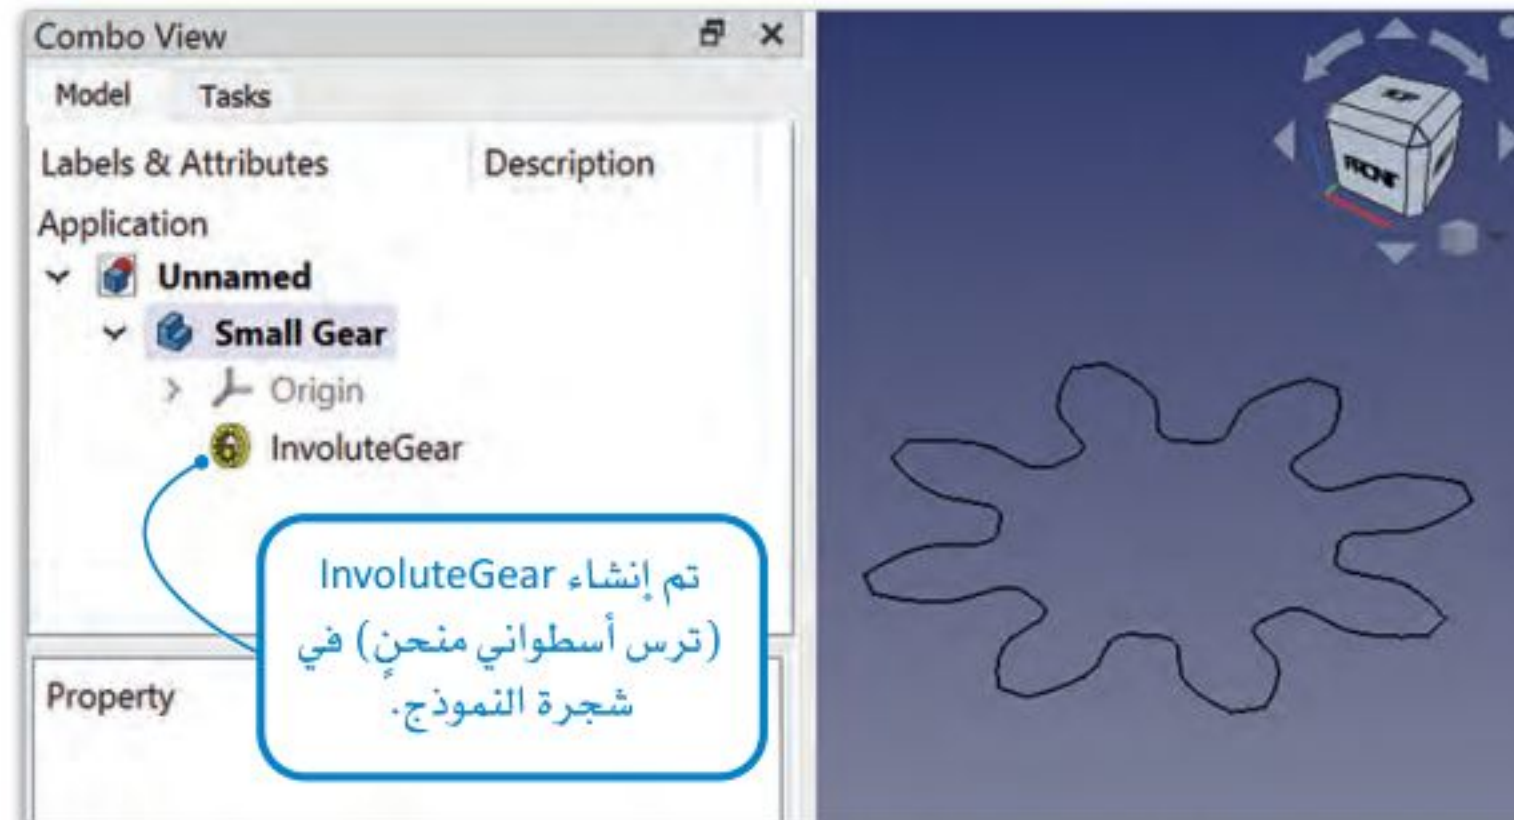 Combo View
Model Tasks
Labels & Attributes Description
Application
Unnamed
Small Gear
Origin
InvoluteGear
تم إنشاء InvoluteGear
(ترس أسطواني منحنٍ) في
شجرة النموذج.
Property
FRONT